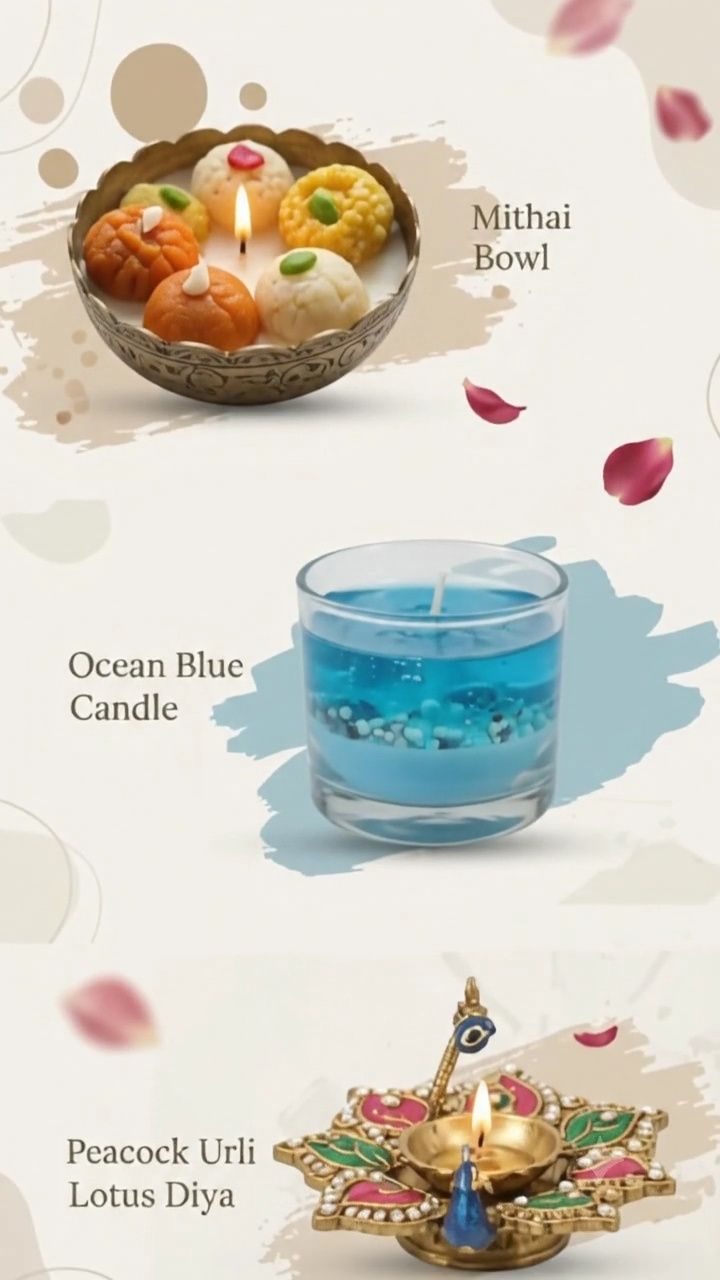 Mithai
Bowl
Ocean Blue
Candle
Peacock Urli
Lotus Diya